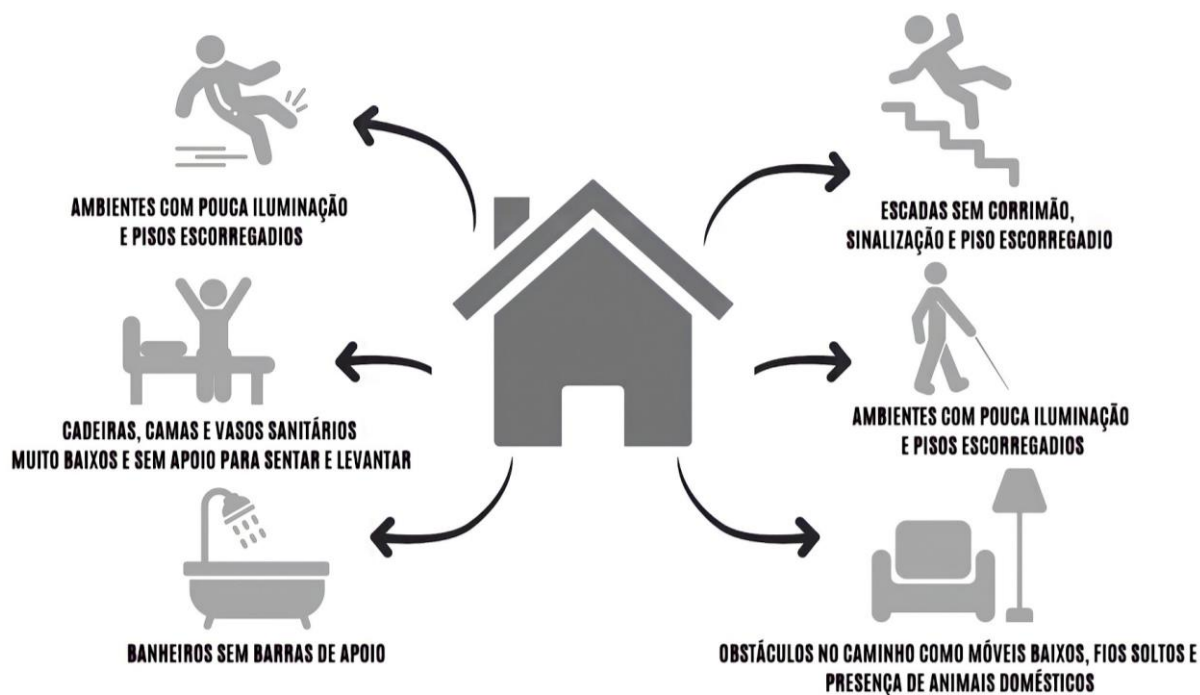 AMBIENTES COM POUCA ILUMINAÇÃO
E PISOS ESCORREGADIOS
ESCADAS SEM CORRIMÃO,
SINALIZAÇÃO E PISO ESCORREGADIO
CADEIRAS, CAMAS E VASOS SANITÁRIOS
MUITO BAIXOS E SEM APOIO PARA SENTAR E LEVANTAR
AMBIENTES COM POUCA ILUMINAÇÃO
E PISOS ESCORREGADIOS
BANHEIROS SEM BARRAS DE APOIO
OBSTÁCULOS NO CAMINHO COMO MÓVEIS BAIXOS, FIOS SOLTOS E
PRESENÇA DE ANIMAIS DOMÉSTICOS